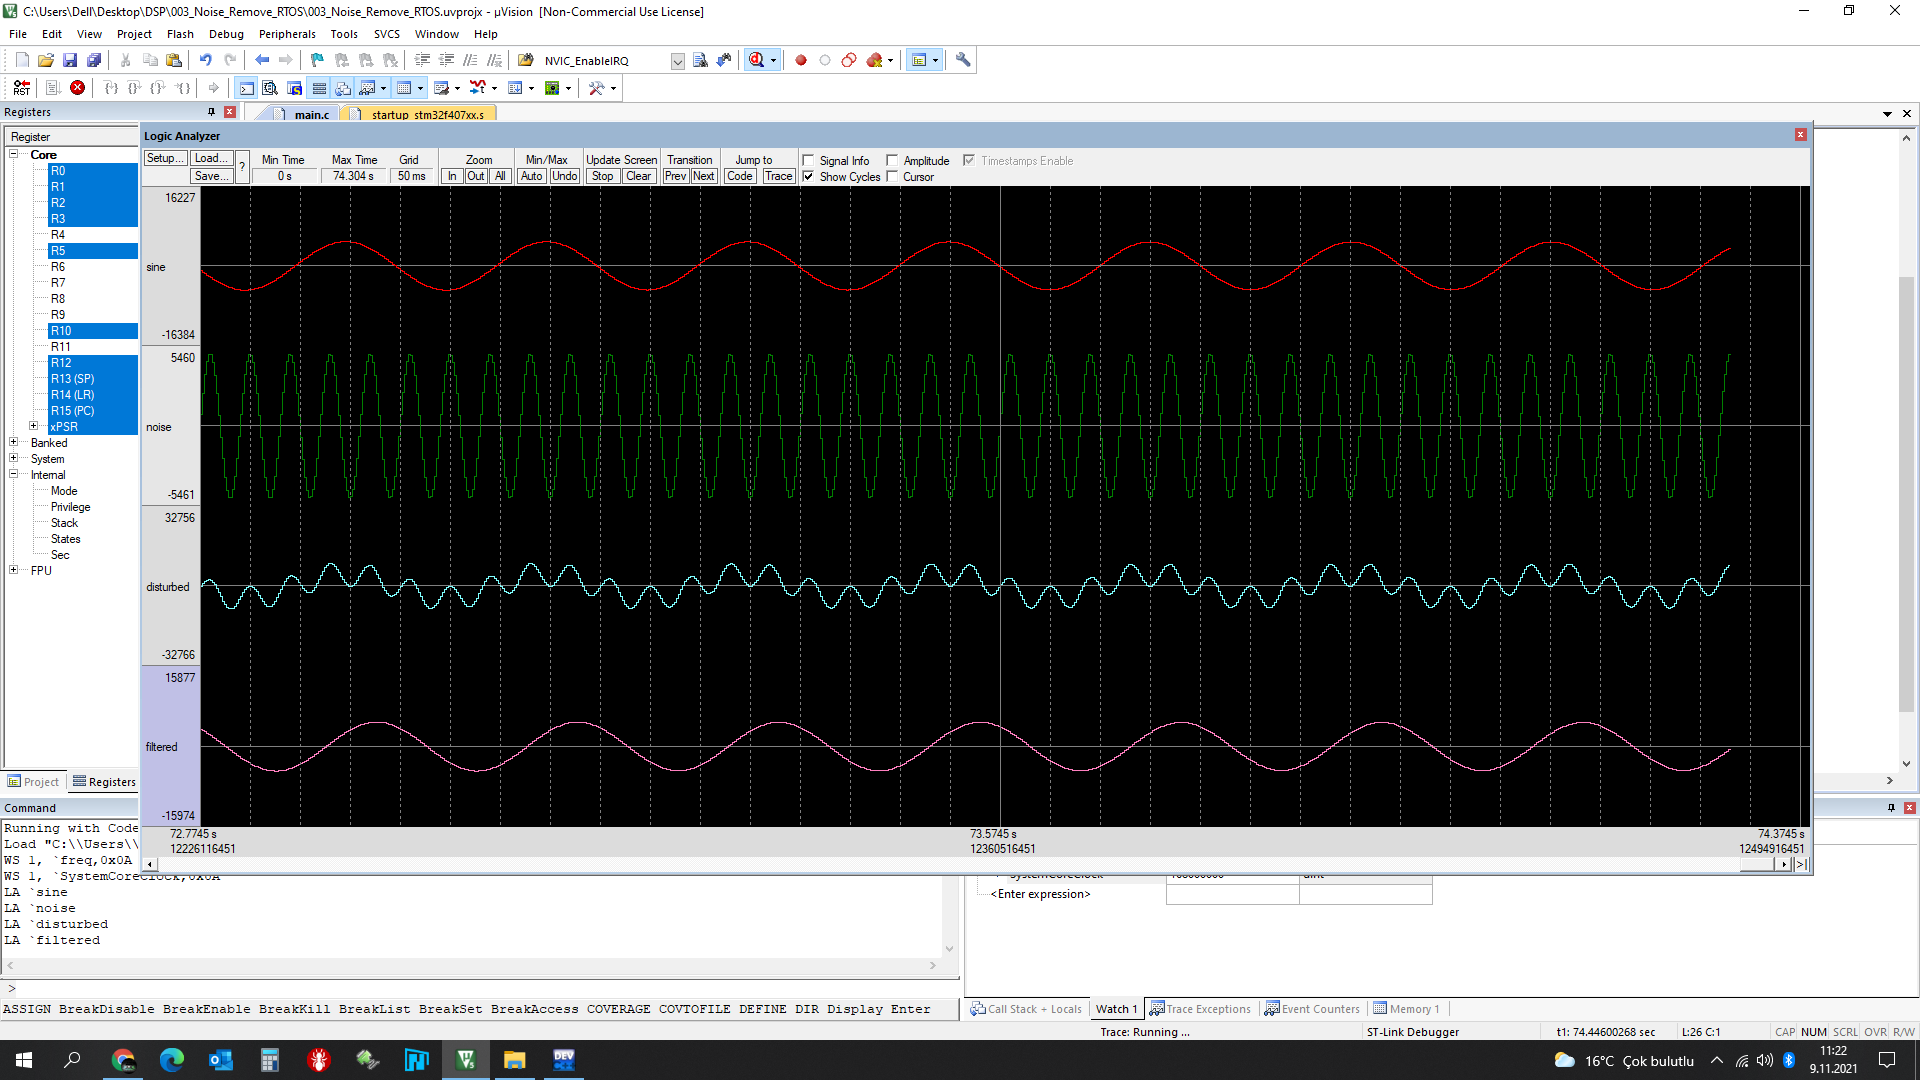 C:\Users\Dell\Desktop\DSP\003_Noise_Remove_RTOS\003_Noise_Remove_RTOS.uvprojx - µVision  [Non-Commercial Use License]
File Edit View Project Flash Debug Peripherals Tools SVCS Window Help
NVIC_EnableIRQ
RST
Registers
main.c startup_stm32f407xx.s
Logic Analyzer
Register
Setup... Load... Min Time Max Time Grid Zoom Min/Max Update Screen Transition Jump to Signal Info Amplitude Timestamps Enable
Save... ? 0 s 74.304 s 50 ms In Out All Auto Undo Stop Clear Prev Next Code Trace Show Cycles Cursor
Core
R0
R1
R2
R3
R4
R5
R6
R7
R8
R9
R10
R11
R12
R13 (SP)
R14 (LR)
R15 (PC)
xPSR
Banked
System
Internal
Mode
Privilege
Stack
States
Sec
FPU
16227
sine
-16384
5460
noise
-5461
32756
disturbed
-32766
15877
filtered
-15974
72.7745 s 73.5745 s 74.3745 s
12226116451 12360516451 12494916451
Project Registers
Command
Running with Code
Load "C:\\Users\\
WS 1, `freq,0x0A
WS 1, `SystemCoreClock,0x0A
LA `sine
LA `noise
LA `disturbed
LA `filtered
>
ASSIGN BreakDisable BreakEnable BreakKill BreakList BreakSet BreakAccess COVERAGE COVTOFILE DEFINE DIR Display Enter
SystemCoreClock 168000000 uint
<Enter expression>
Call Stack + Locals Watch 1 Trace Exceptions Event Counters Memory 1
Trace: Running ... ST-Link Debugger t1: 74.44600268 sec L:26 C:1 CAP NUM SCRL OVR R/W
DEV
16°C Çok bulutlu
11:22
9.11.2021